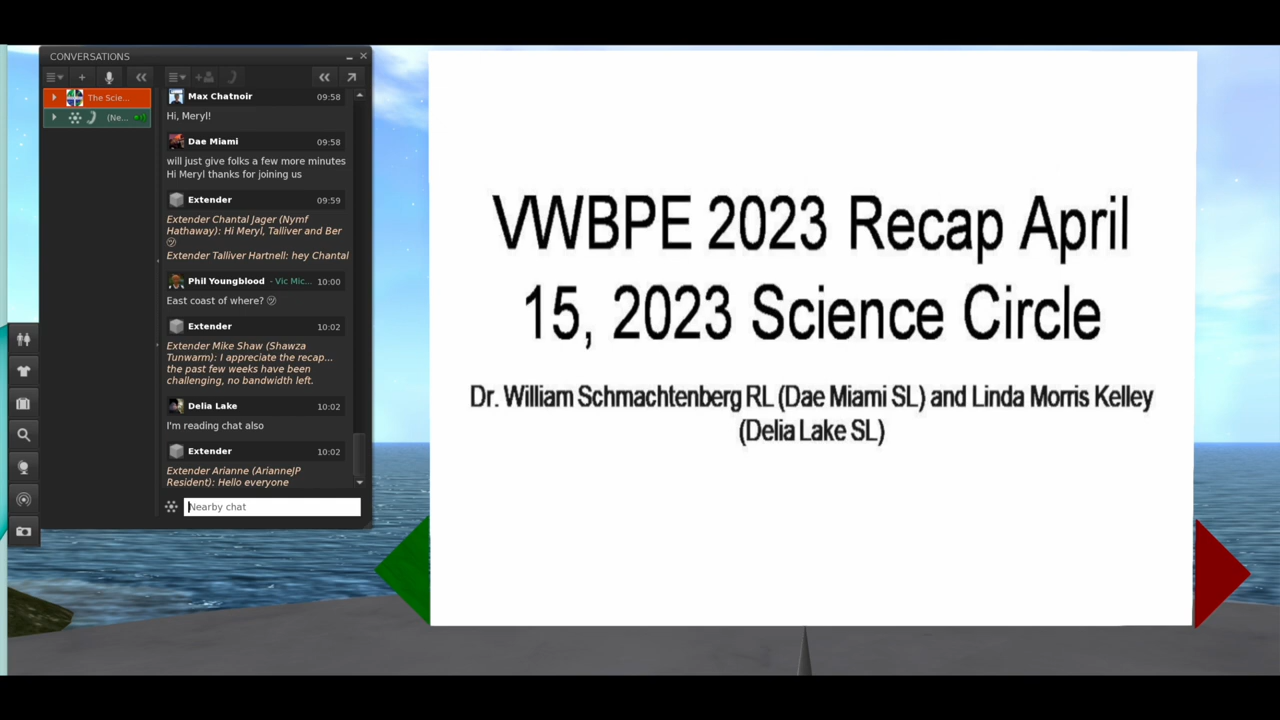 CONVERSATIONS
The Scie...
(Ne...
Max Chatnoir 09:58
Hi, Meryl!
Dae Miami 09:58
will just give folks a few more minutes
Hi Meryl thanks for joining us
Extender 09:59
Extender Chantal Jager (Nymf
Hathaway): Hi Meryl, Talliver and Ber
ツ
Extender Talliver Hartnell: hey Chantal
Phil Youngblood - Vic Mic... 10:00
East coast of where? ツ
Extender 10:02
Extender Mike Shaw (Shawza
Tunwarm): I appreciate the recap...
the past few weeks have been
challenging, no bandwidth left.
Delia Lake 10:02
I'm reading chat also
Extender 10:02
Extender Arianne (ArianneJP
Resident): Hello everyone
Nearby chat
VWBPE 2023 Recap April
15, 2023 Science Circle
Dr. William Schmachtenberg RL (Dae Miami SL) and Linda Morris Kelley
(Delia Lake SL)